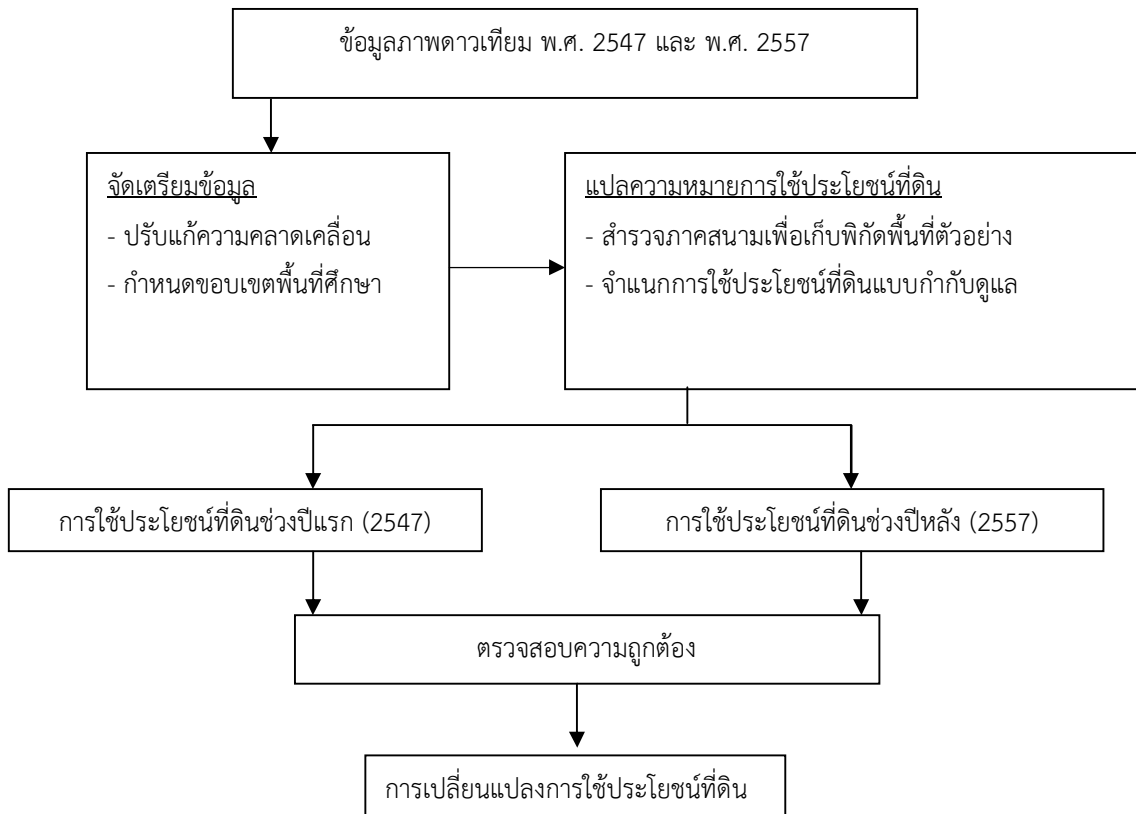 ข้อมูลภาพดาวเทียม พ.ศ. 2547 และ พ.ศ. 2557
จัดเตรียมข้อมูล
- ปรับแก้ความคลาดเคลื่อน
- กำหนดขอบเขตพื้นที่ศึกษา
แปลความหมายการใช้ประโยชน์ที่ดิน
- สำรวจภาคสนามเพื่อเก็บพิกัดพื้นที่ตัวอย่าง
- จำแนกการใช้ประโยชน์ที่ดินแบบกำกับดูแล
การใช้ประโยชน์ที่ดินช่วงปีแรก (2547)
การใช้ประโยชน์ที่ดินช่วงปีหลัง (2557)
ตรวจสอบความถูกต้อง
การเปลี่ยนแปลงการใช้ประโยชน์ที่ดิน